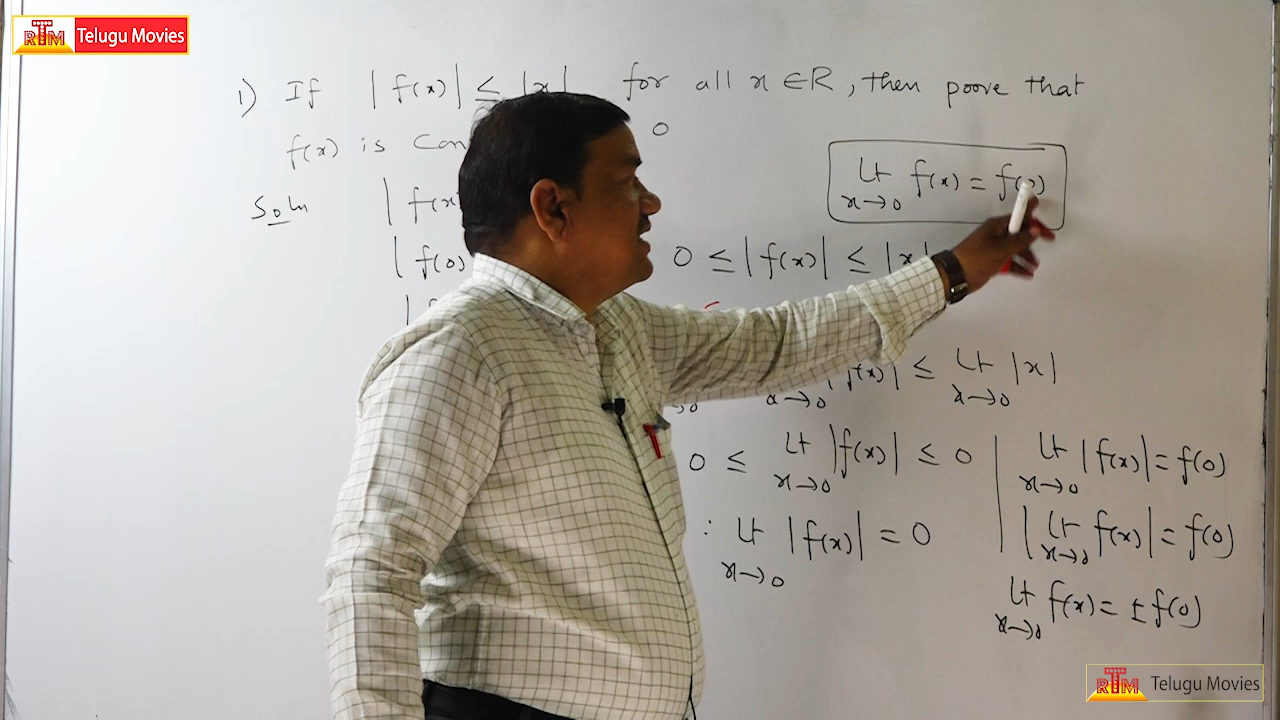 RTM Telugu Movies
1) If |f(x)| ≤ |x| for all x ∈ R, then poove that
f(x) is Con 0
Lt f(x) = f(0)
x→0
Soln |f(x)
|f(0) 0 ≤ |f(x)| ≤ |x|
|f(x)| ≤ Lt |x|
x→0 x→0
0 ≤ Lt |f(x)| ≤ 0
x→0
Lt |f(x)| = f(0)
x→0
∴ Lt |f(x)| = 0
x→0
|Lt f(x)| = f(0)
x→0
Lt f(x) = ± f(0)
x→0
RTM Telugu Movies